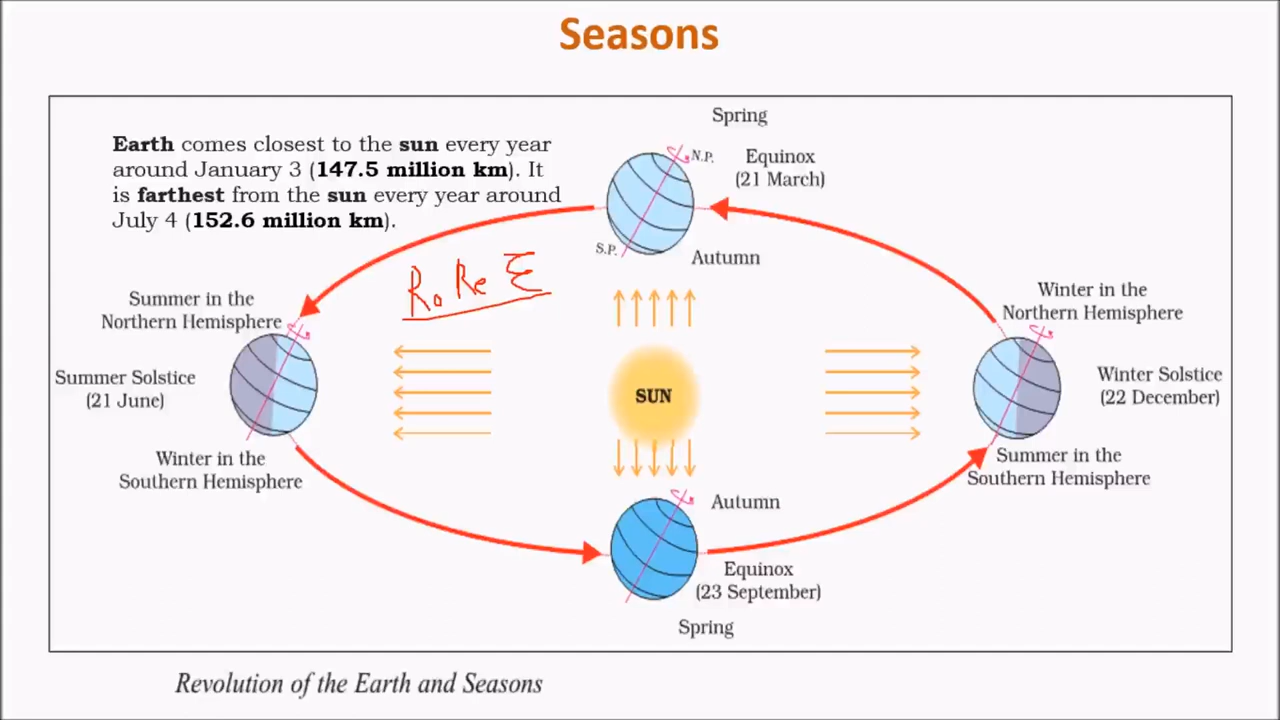 Seasons
Earth comes closest to the sun every year
around January 3 (147.5 million km). It
is farthest from the sun every year around
July 4 (152.6 million km).
Spring
N.P.
Equinox
(21 March)
S.P.
Autumn
Ro Re E
Summer in the
Northern Hemisphere
Summer Solstice
(21 June)
Winter in the
Southern Hemisphere
SUN
Winter in the
Northern Hemisphere
Winter Solstice
(22 December)
Summer in the
Southern Hemisphere
Autumn
Equinox
(23 September)
Spring
Revolution of the Earth and Seasons